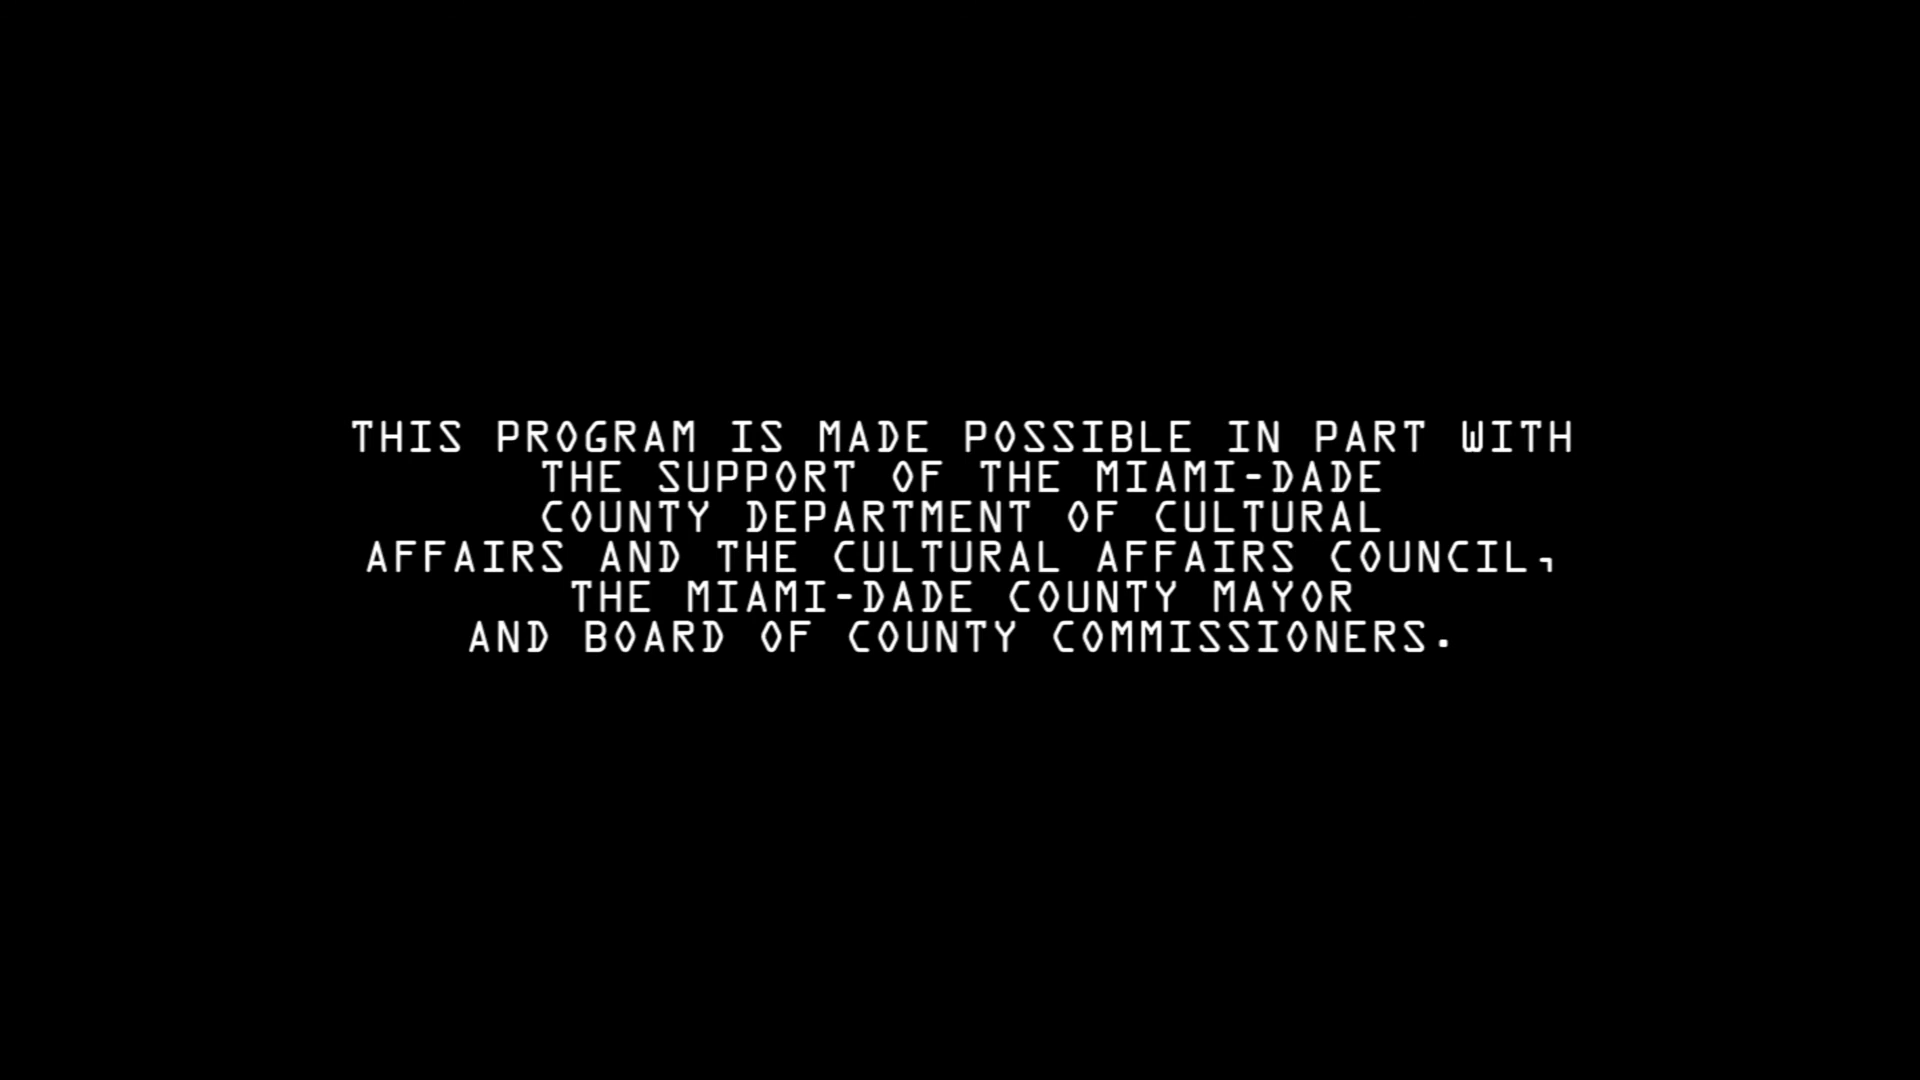 THIS PROGRAM IS MADE POSSIBLE IN PART WITH
THE SUPPORT OF THE MIAMI-DADE
COUNTY DEPARTMENT OF CULTURAL
AFFAIRS AND THE CULTURAL AFFAIRS COUNCIL,
THE MIAMI-DADE COUNTY MAYOR
AND BOARD OF COUNTY COMMISSIONERS.